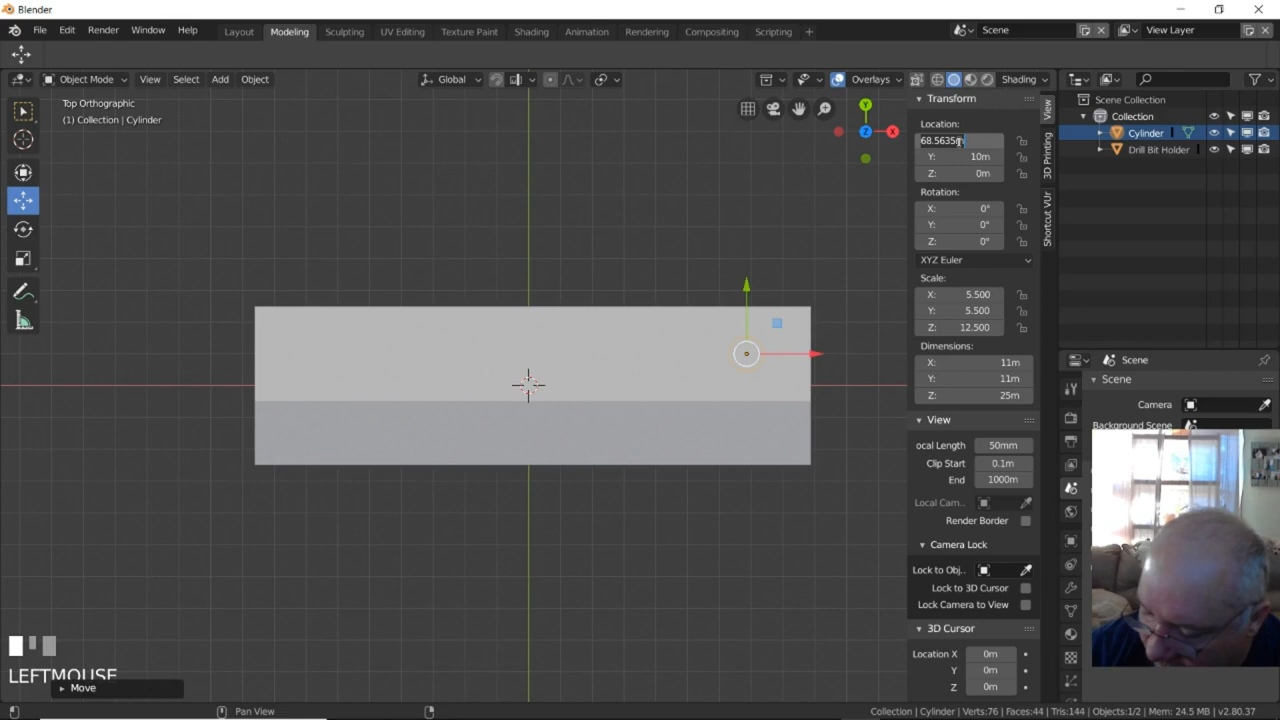 Blender
File Edit Render Window Help Layout Modeling Sculpting UV Editing Texture Paint Shading Animation Rendering Compositing Scripting + Scene View Layer
Object Mode View Select Add Object Global Overlays Shading
Top Orthographic
(1) Collection | Cylinder
Transform
Location:
68.5635m
Y: 10m
Z: 0m
Rotation:
X: 0°
Y: 0°
Z: 0°
XYZ Euler
Scale:
X: 5.500
Y: 5.500
Z: 12.500
Dimensions:
X: 11m
Y: 11m
Z: 25m
View
ocal Length 50mm
Clip Start 0.1m
End 1000m
Local Cam..
Render Border
Camera Lock
Lock to Obj..
Lock to 3D Cursor
Lock Camera to View
3D Cursor
Location X 0m
Y 0m
Z 0m
View
3D Printing
Shortcut VUr
Scene Collection
Collection
Cylinder
Drill Bit Holder
Scene
Scene
Camera
Background Scene
Y
Z
X
LEFTMOUSE
Move
Pan View
Collection | Cylinder | Verts:76 | Faces:44 | Tris:144 | Objects:1/2 | Mem: 24.5 MB | v2.80.37